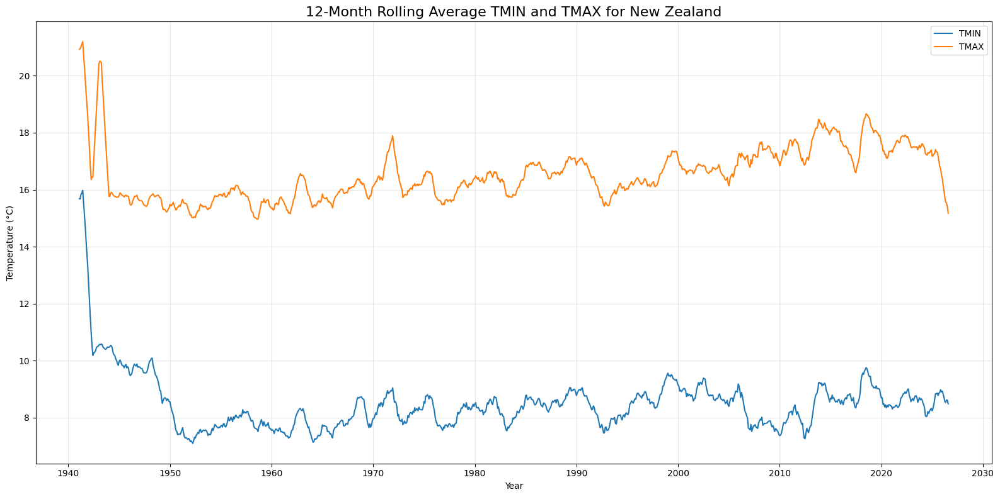 12-Month Rolling Average TMIN and TMAX for New Zealand
TMIN
TMAX
20
18
16
14
12
10
8
Temperature (°C)
1940 1950 1960 1970 1980 1990 2000 2010 2020 2030
Year